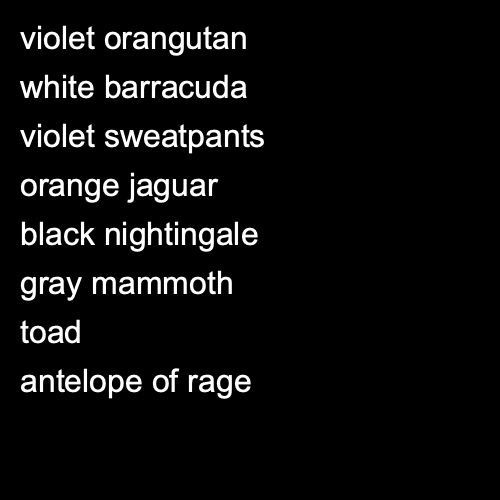 violet orangutan
white barracuda
violet sweatpants
orange jaguar
black nightingale
gray mammoth
toad
antelope of rage